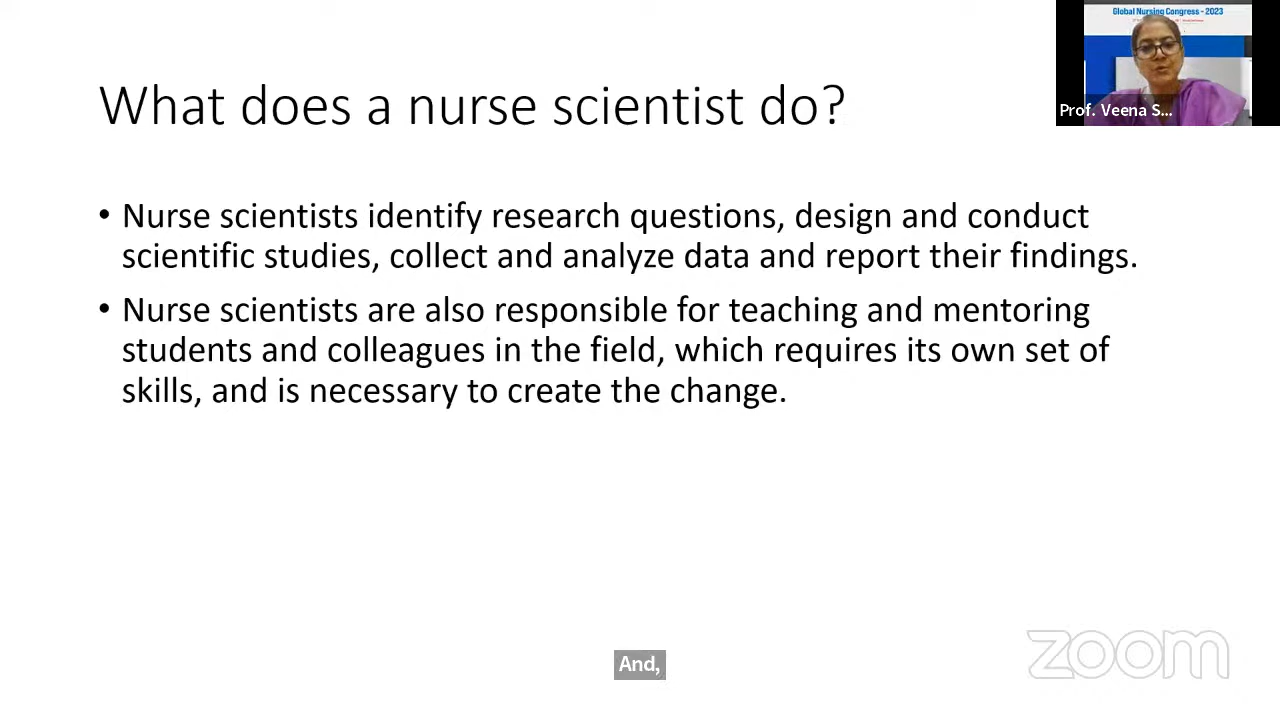 Global Nursing Congress - 2023
What does a nurse scientist do?
Prof. Veena S...
• Nurse scientists identify research questions, design and conduct
scientific studies, collect and analyze data and report their findings.
• Nurse scientists are also responsible for teaching and mentoring
students and colleagues in the field, which requires its own set of
skills, and is necessary to create the change.
And,
zoom